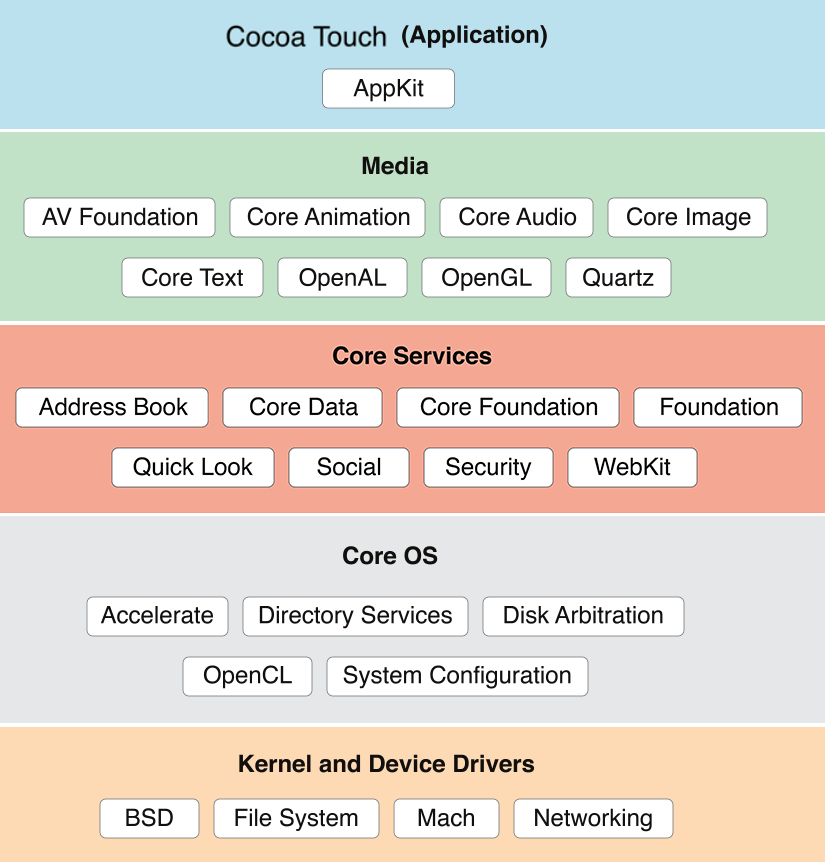 Cocoa Touch (Application)
AppKit
Media
AV Foundation Core Animation Core Audio Core Image
Core Text OpenAL OpenGL Quartz
Core Services
Address Book Core Data Core Foundation Foundation
Quick Look Social Security WebKit
Core OS
Accelerate Directory Services Disk Arbitration
OpenCL System Configuration
Kernel and Device Drivers
BSD File System Mach Networking